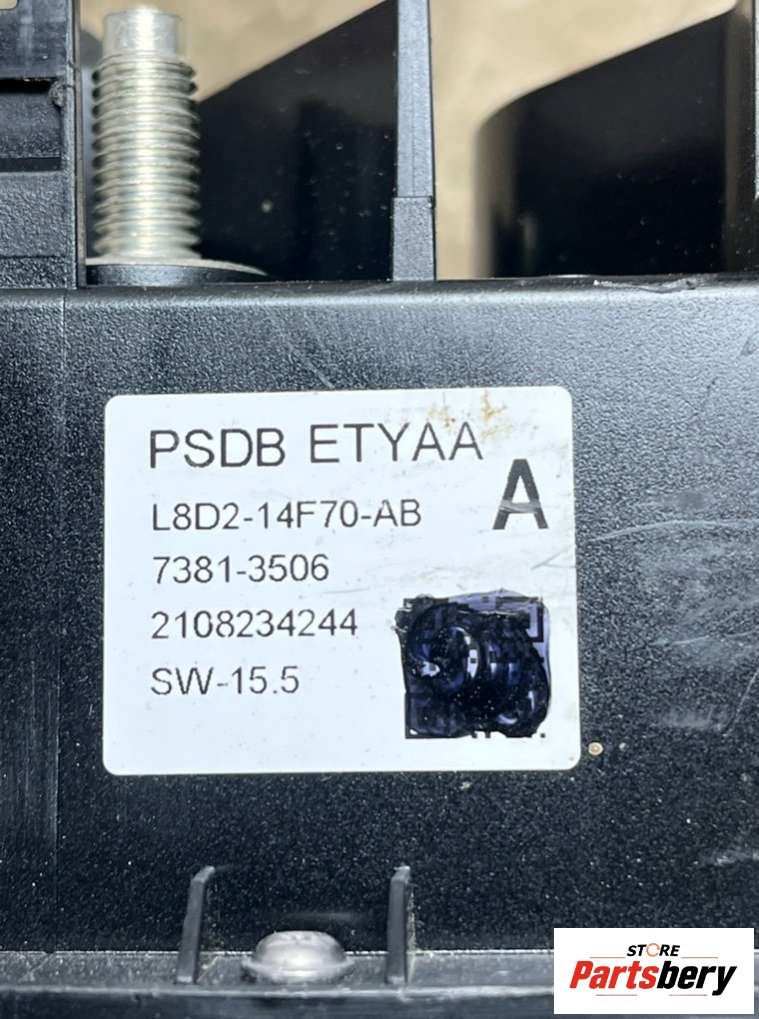 PSDB ETYAA
A
L8D2-14F70-AB
7381-3506
2108234244
SW-15.5
STORE
Partsbery